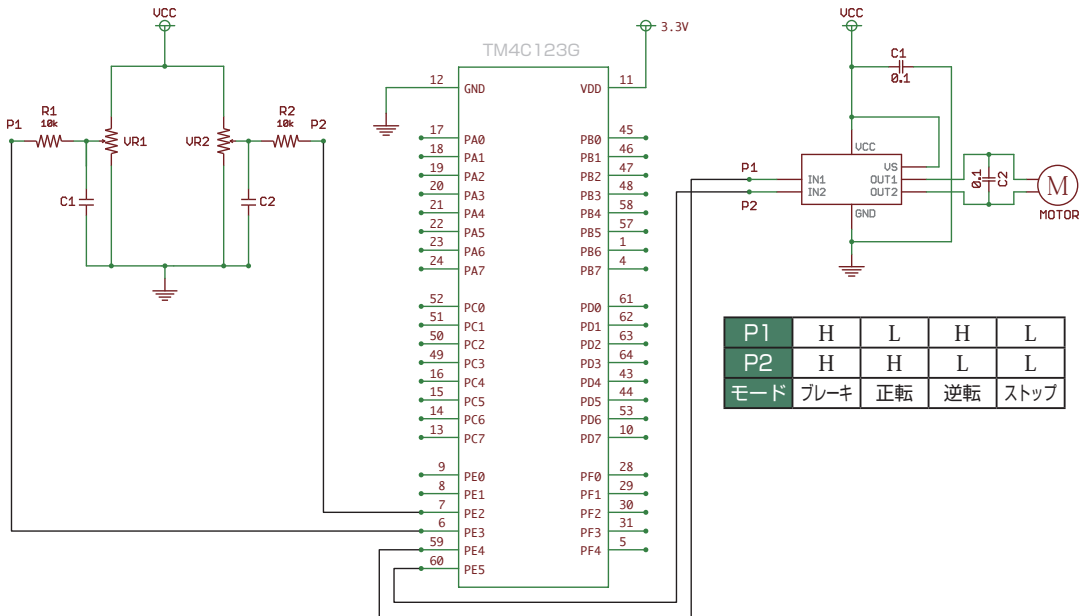 VCC
R1
10k
P1
VR1
C1
R2
10k
P2
VR2
C2
TM4C123G
3.3V
12 GND
VDD 11
17 PA0
18 PA1
19 PA2
20 PA3
21 PA4
22 PA5
23 PA6
24 PA7
52 PC0
51 PC1
50 PC2
49 PC3
16 PC4
15 PC5
14 PC6
13 PC7
9 PE0
8 PE1
7 PE2
6 PE3
59 PE4
60 PE5
PB0 45
PB1 46
PB2 47
PB3 48
PB4 58
PB5 57
PB6 1
PB7 4
PD0 61
PD1 62
PD2 63
PD3 64
PD4 43
PD5 44
PD6 53
PD7 10
PF0 28
PF1 29
PF2 30
PF3 31
PF4 5
VCC
C1
0.1
VCC
VS
P1
IN1
OUT1
IN2
OUT2
P2
GND
0.1
C2
M
MOTOR
P1 H L H L
P2 H H L L
モード ブレーキ 正転 逆転 ストップ